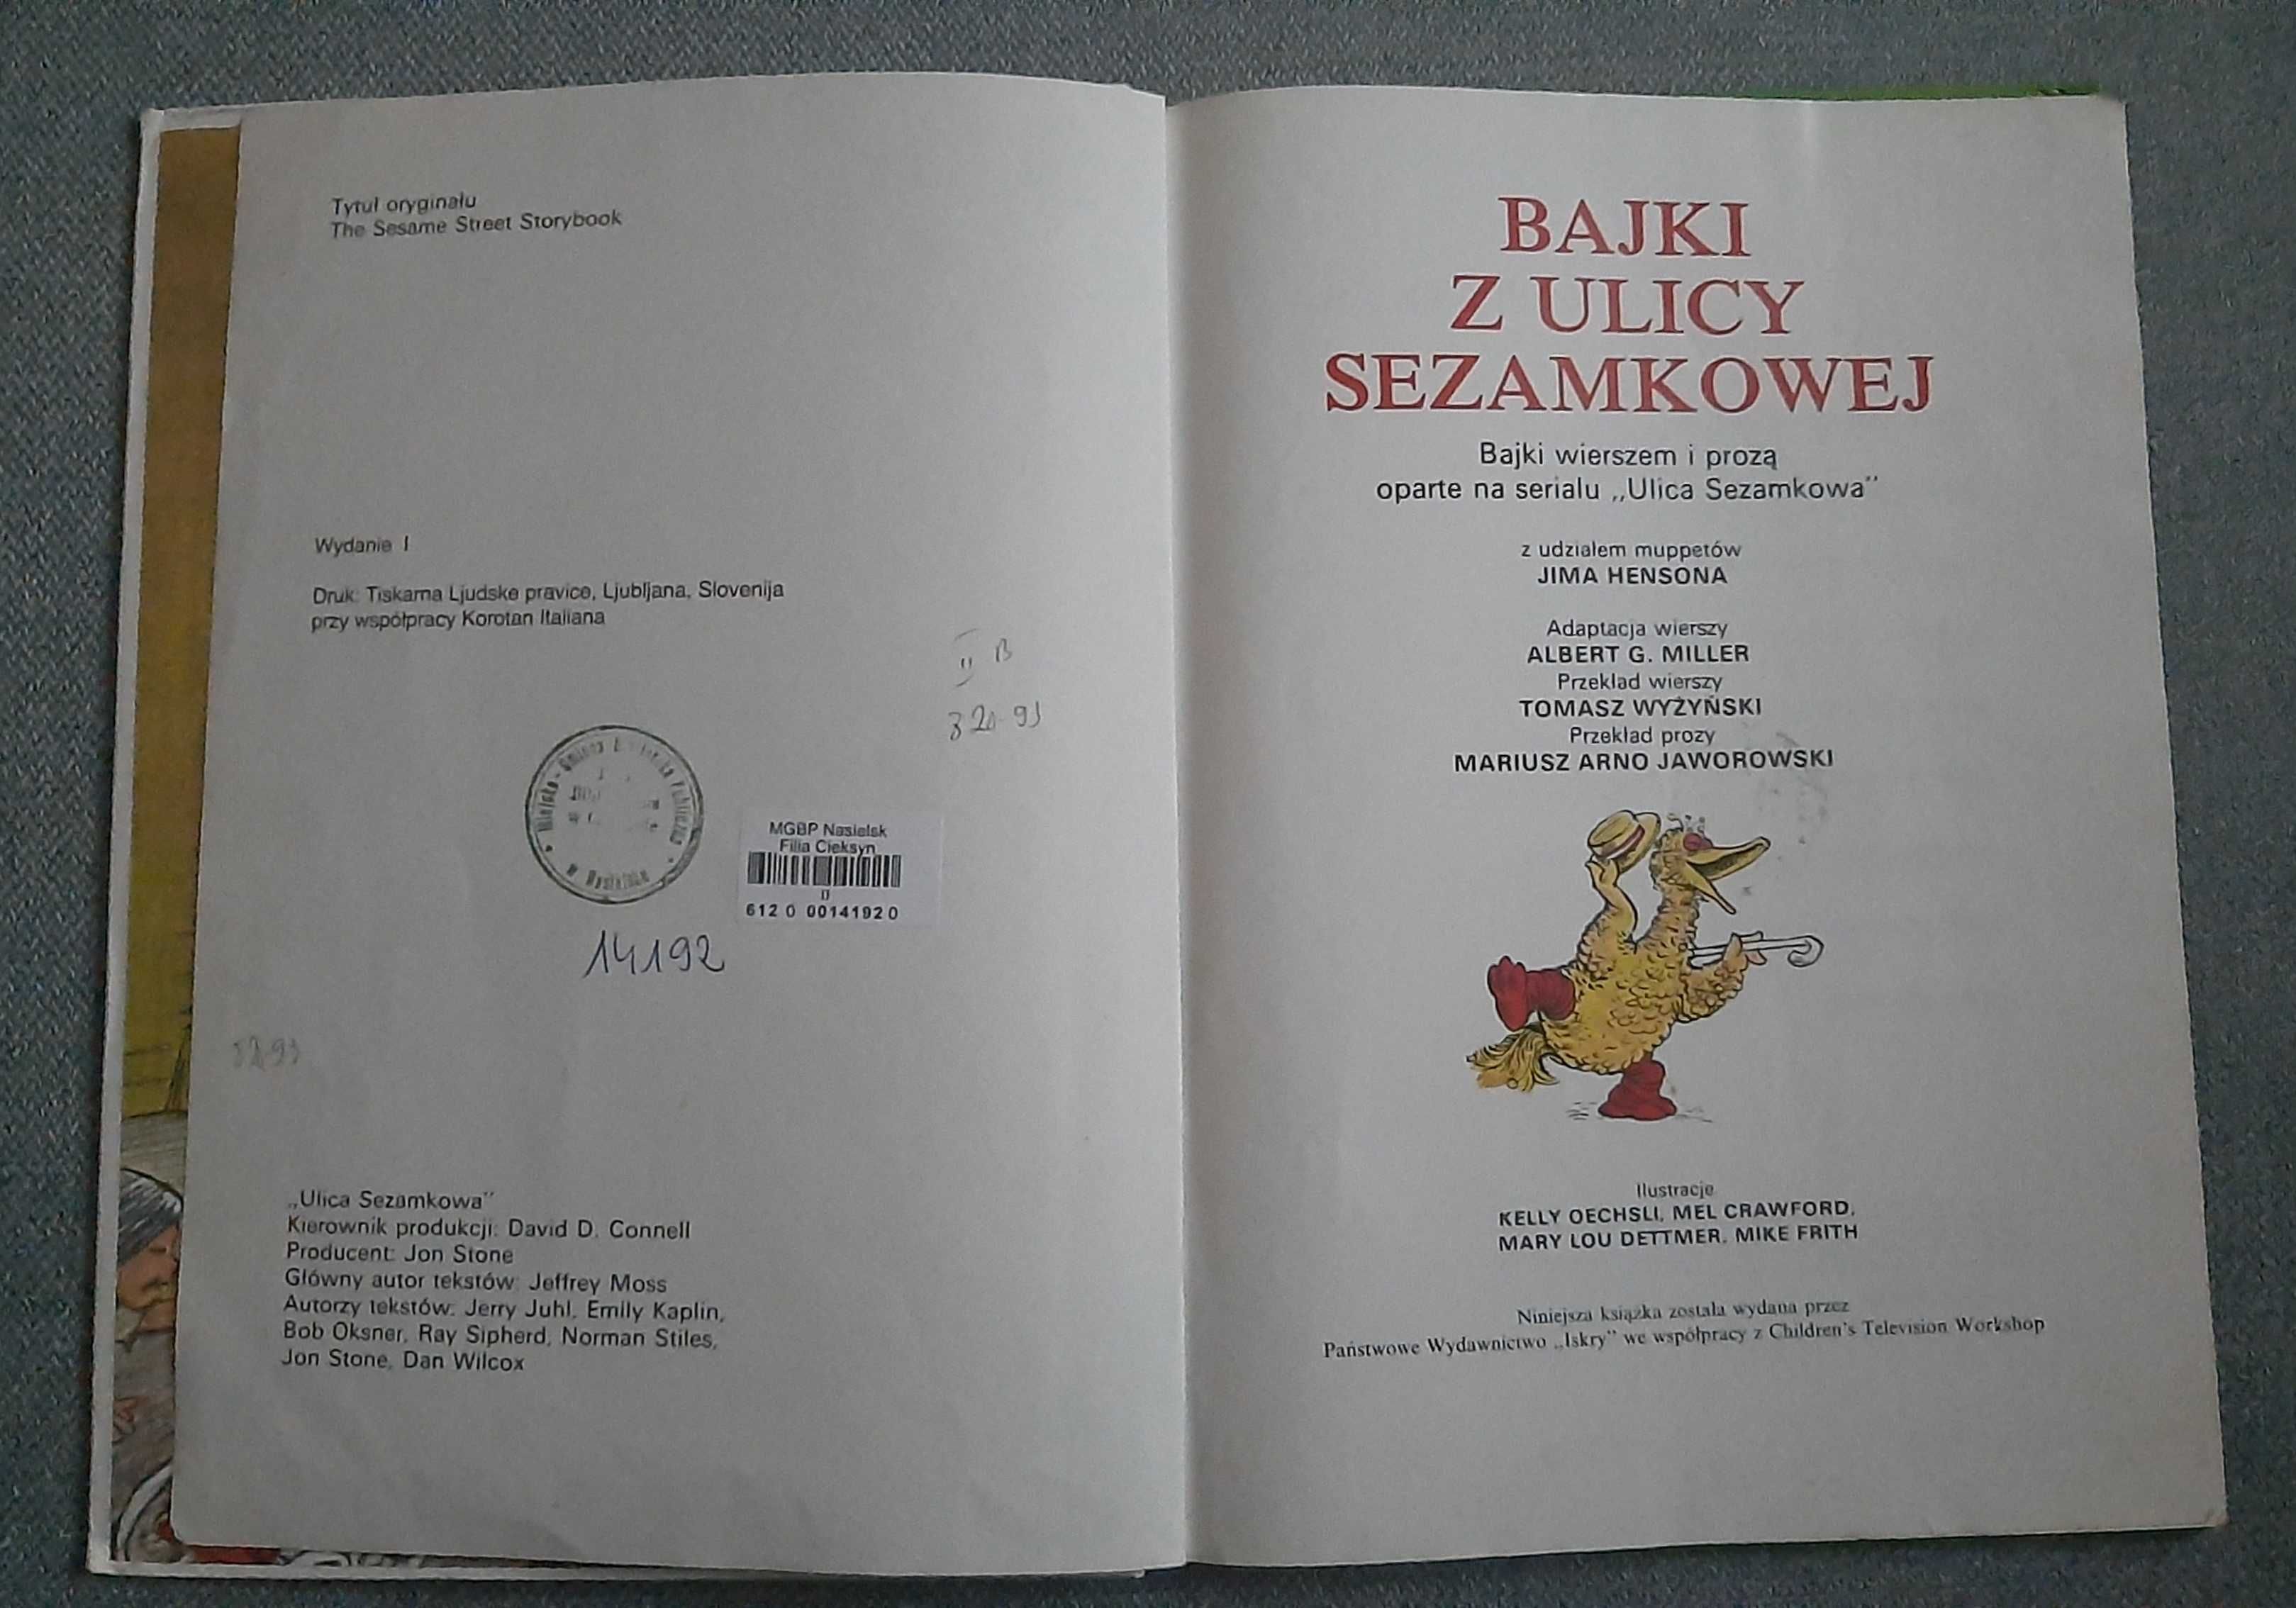 Tytuł oryginału
The Sesame Street Storybook
Wydanie I
Druk: Tiskarna Ljudske pravice, Ljubljana, Slovenija
przy współpracy Korotan Italiana
B
Miejsko-Gminna Biblioteka Publiczna
w Nasielsku
MGBP Nasielsk
Filia Cieksyn
612 0 00141920
14192
„Ulica Sezamkowa”
Kierownik produkcji: David D. Connell
Producent: Jon Stone
Główny autor tekstów: Jeffrey Moss
Autorzy tekstów: Jerry Juhl, Emily Kaplin,
Bob Oksner, Ray Sipherd, Norman Stiles,
Jon Stone, Dan Wilcox
BAJKI
Z ULICY
SEZAMKOWEJ
Bajki wierszem i prozą
oparte na serialu „Ulica Sezamkowa”
z udziałem muppetów
JIMA HENSONA
Adaptacja wierszy
ALBERT G. MILLER
Przekład wierszy
TOMASZ WYŻYŃSKI
Przekład prozy
MARIUSZ ARNO JAWOROWSKI
Ilustracje
KELLY OECHSLI, MEL CRAWFORD,
MARY LOU DETTMER, MIKE FRITH
Niniejsza książka została wydana przez
Państwowe Wydawnictwo „Iskry” we współpracy z Children's Television Workshop